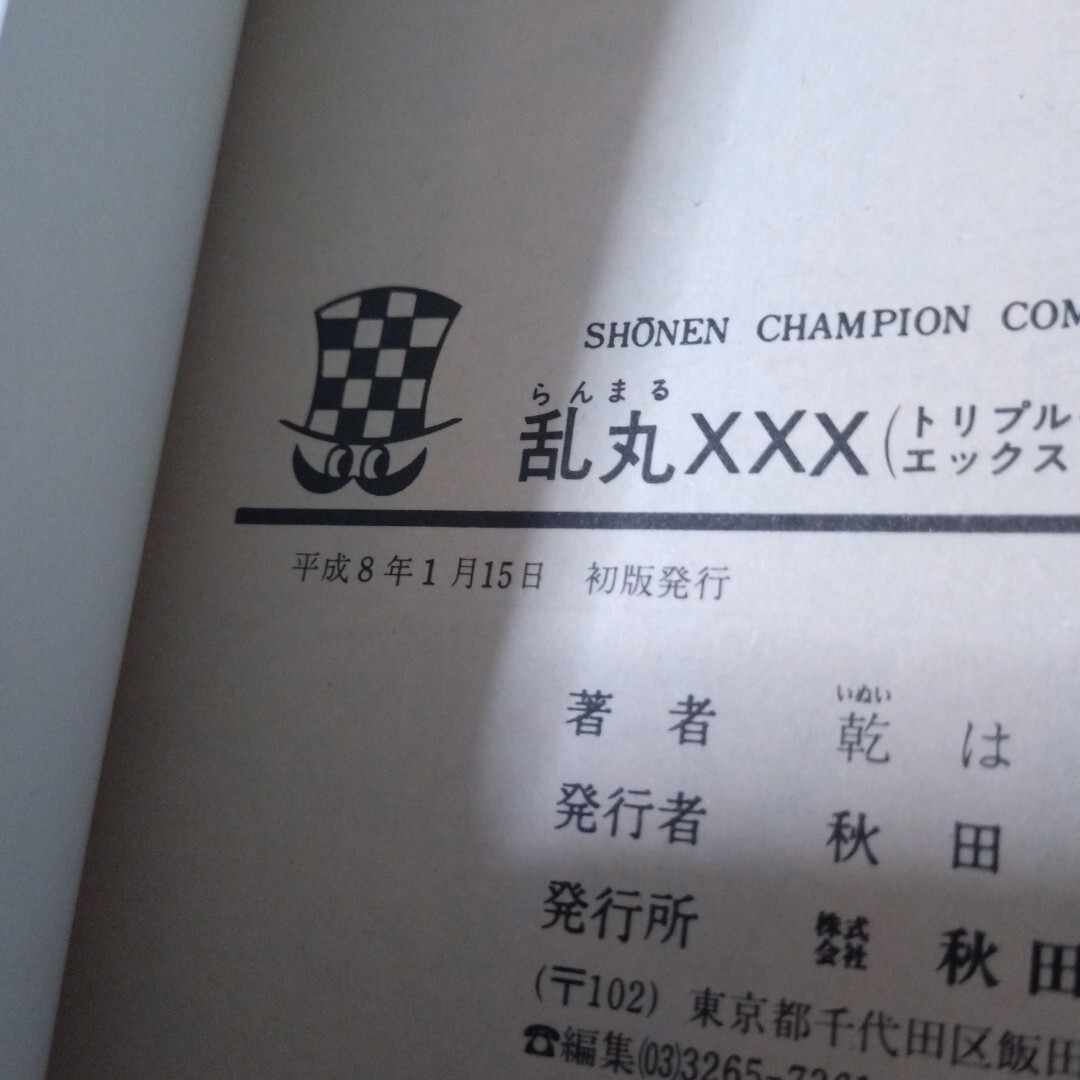 SHŌNEN CHAMPION COM
らんまる
乱丸XXX(トリプル
エックス
平成8年1月15日 初版発行
いぬい
著者 乾は
発行者 秋田
発行所 株式会社 秋田
(〒102) 東京都千代田区飯田
☎編集(03)3265-7361